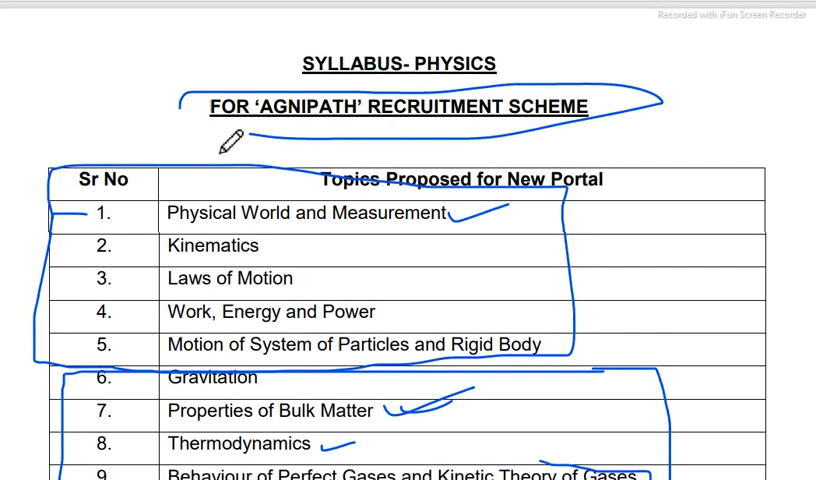 Recorded with iFun Screen Recorder
SYLLABUS- PHYSICS
FOR ‘AGNIPATH’ RECRUITMENT SCHEME
Sr No Topics Proposed for New Portal
1. Physical World and Measurement
2. Kinematics
3. Laws of Motion
4. Work, Energy and Power
5. Motion of System of Particles and Rigid Body
6. Gravitation
7. Properties of Bulk Matter
8. Thermodynamics
9. Behaviour of Perfect Gases and Kinetic Theory of Gases